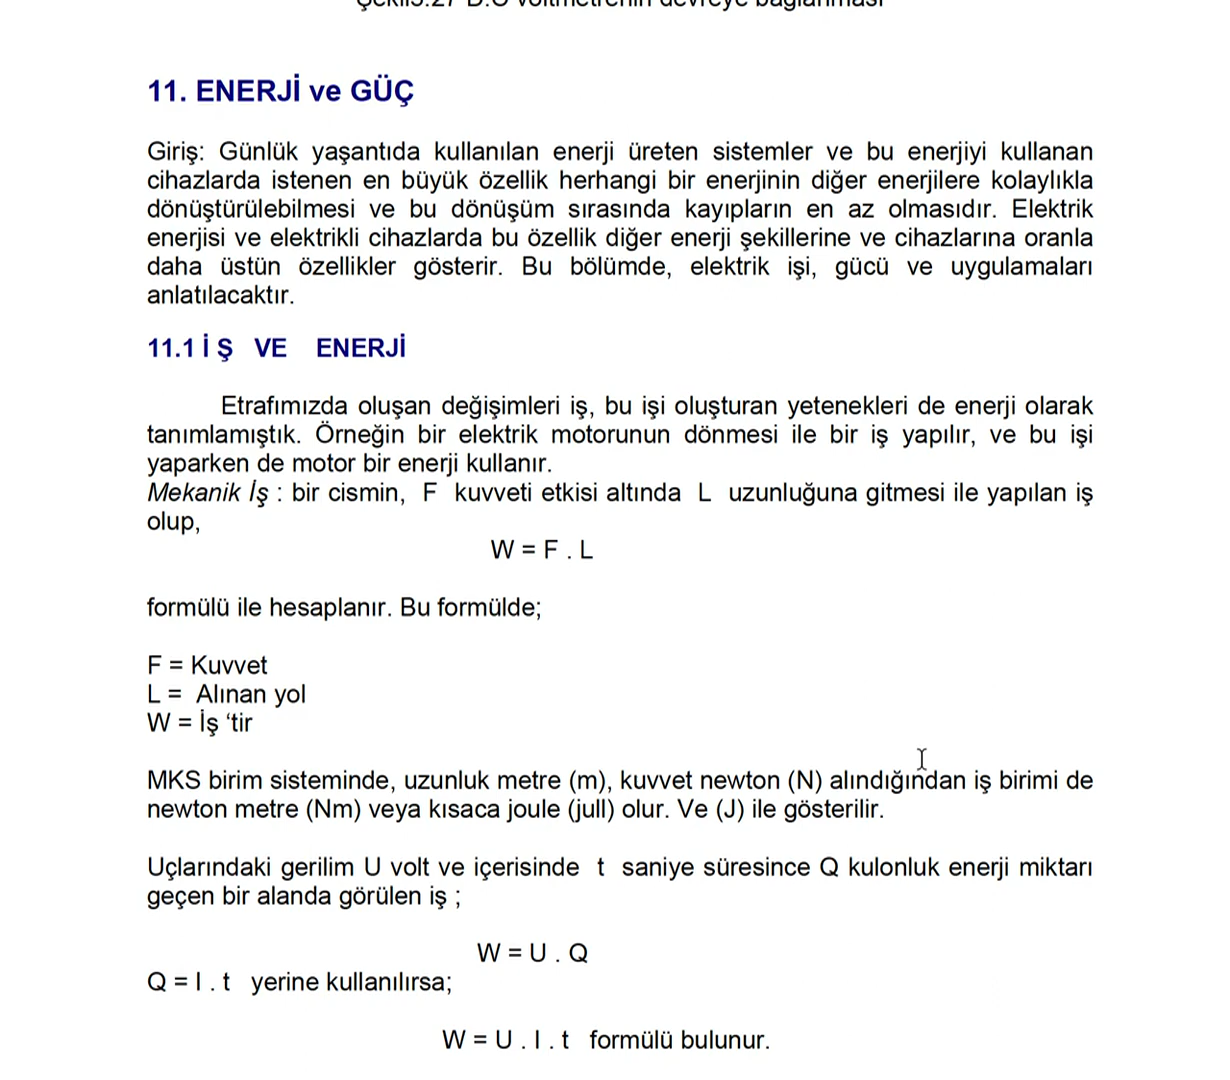 Şekil5.27 D.C voltmetrenin devreye bağlanması
11. ENERJİ ve GÜÇ
Giriş: Günlük yaşantıda kullanılan enerji üreten sistemler ve bu enerjiyi kullanan
cihazlarda istenen en büyük özellik herhangi bir enerjinin diğer enerjilere kolaylıkla
dönüştürülebilmesi ve bu dönüşüm sırasında kayıpların en az olmasıdır. Elektrik
enerjisi ve elektrikli cihazlarda bu özellik diğer enerji şekillerine ve cihazlarına oranla
daha üstün özellikler gösterir. Bu bölümde, elektrik işi, gücü ve uygulamaları
anlatılacaktır.
11.1 İ Ş VE ENERJİ
Etrafımızda oluşan değişimleri iş, bu işi oluşturan yetenekleri de enerji olarak
tanımlamıştık. Örneğin bir elektrik motorunun dönmesi ile bir iş yapılır, ve bu işi
yaparken de motor bir enerji kullanır.
Mekanik İş : bir cismin, F kuvveti etkisi altında L uzunluğuna gitmesi ile yapılan iş
olup,
W = F . L
formülü ile hesaplanır. Bu formülde;
F = Kuvvet
L = Alınan yol
W = İş ‘tir
MKS birim sisteminde, uzunluk metre (m), kuvvet newton (N) alındığından iş birimi de
newton metre (Nm) veya kısaca joule (jull) olur. Ve (J) ile gösterilir.
Uçlarındaki gerilim U volt ve içerisinde t saniye süresince Q kulonluk enerji miktarı
geçen bir alanda görülen iş ;
W = U . Q
Q = I . t yerine kullanılırsa;
W = U . I . t formülü bulunur.